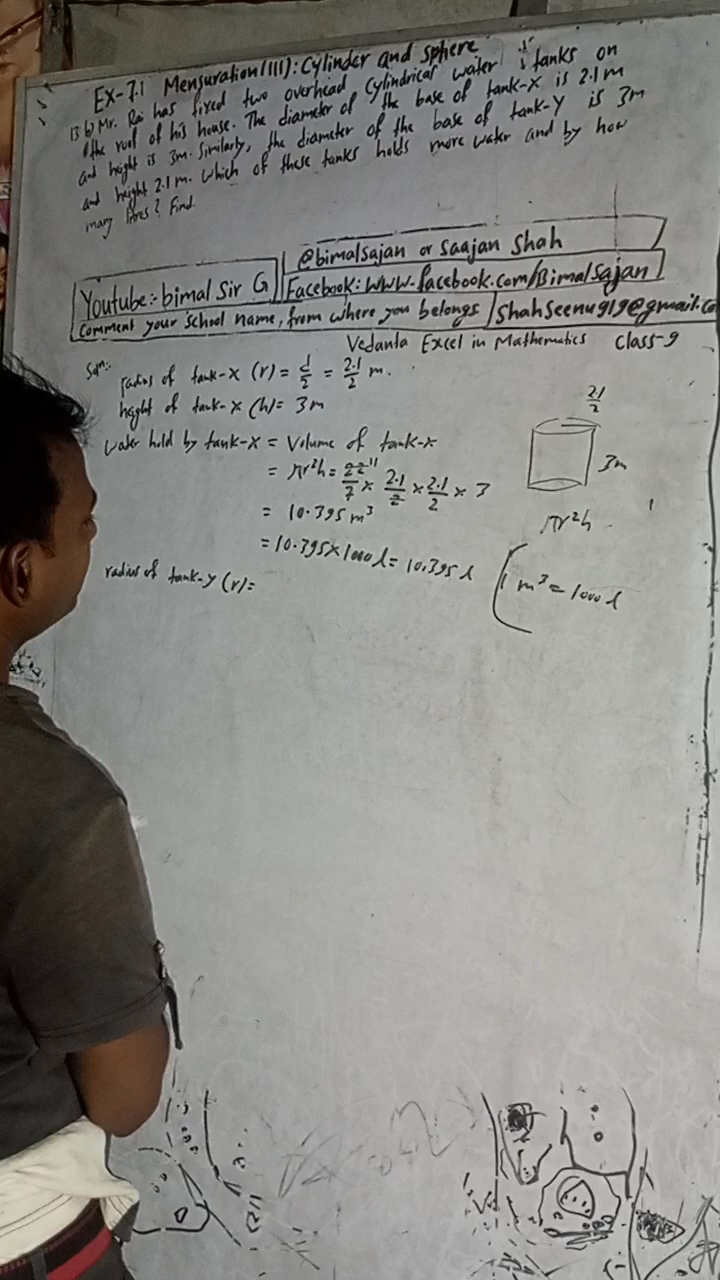 Ex-7.1 Mensuration(III): Cylinder and sphere
13 b) Mr. Rai has fixed two overhead cylindrical water tanks on
the roof of his house. The diameter of the base of tank-X is 2.1 m
and height is 3m. Similarly, the diameter of the base of tank-Y is 3m
and height 2.1 m. Which of these tanks holds more water and by how
many litres? Find.
@bimalsajan or Saajan Shah
Youtube:- bimal Sir G
Facebook: www.facebook.com/Bimalsajan
Comment your school name, from where you belongs
Shahseenu919@gmail.co
Vedanta Excel in Mathematics Class-9
Soln:-
radius of tank-X (r) = d/2 = 2.1/2 m.
height of tank-X (h) = 3m
Water held by tank-X = Volume of tank-X
= πr²h = 22/7 × 2.1/2 × 2.1/2 × 3
11
= 10.395 m³
= 10.395×1000 l = 10,395 l
(1 m³ = 1000 l
radius of tank-y (r) =
2.1/2
3m
πr²h